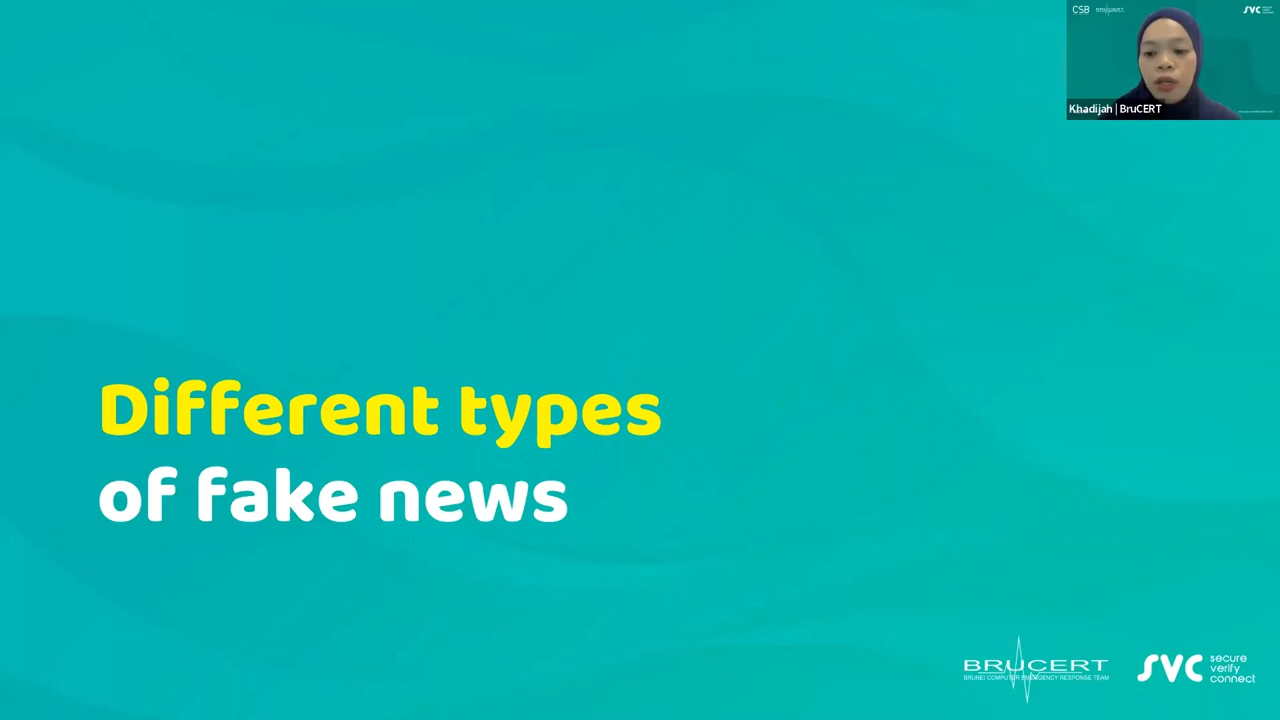 CSB
BRUCERT
SVC
Khadijah | BruCERT
Different types
of fake news
BRUCERT
BRUNEI COMPUTER EMERGENCY RESPONSE TEAM
SVC
secure
verify
connect